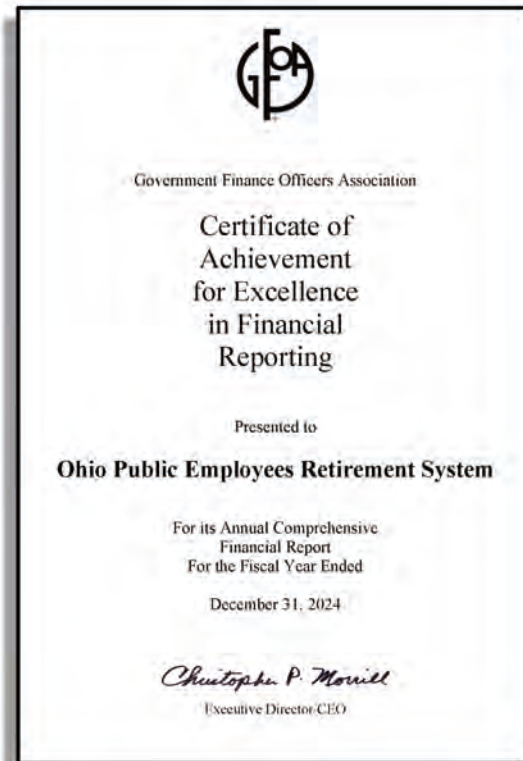 GFOA
Government Finance Officers Association
Certificate of
Achievement
for Excellence
in Financial
Reporting
Presented to
Ohio Public Employees Retirement System
For its Annual Comprehensive
Financial Report
For the Fiscal Year Ended
December 31, 2024
Christopher P. Morrill
Executive Director/CEO